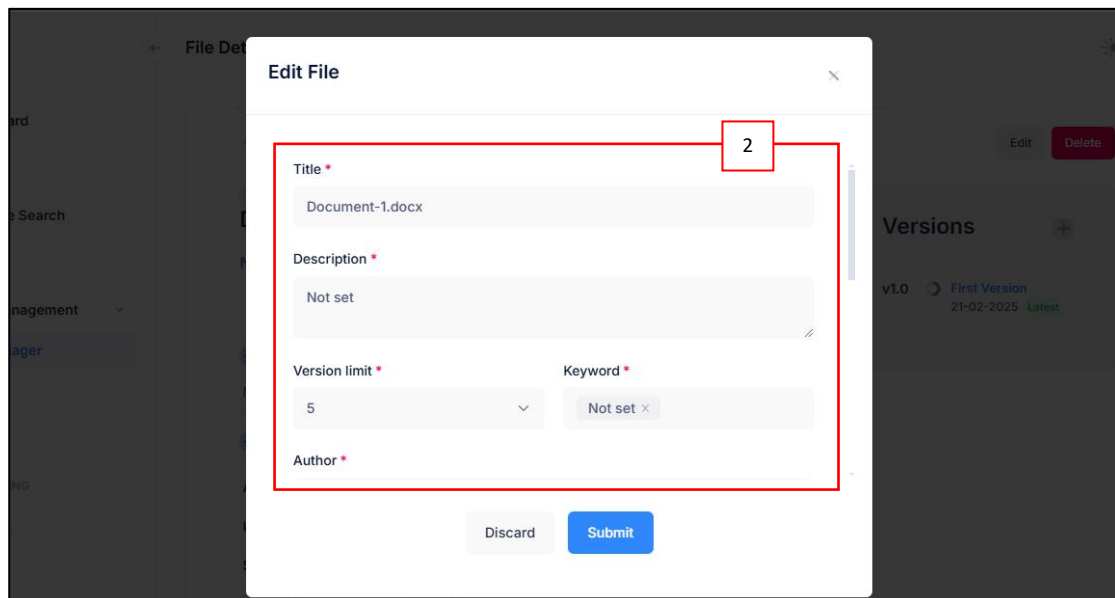 File Det
Edit File
ard
2
Edit
Delete
Title *
Document-1.docx
e Search
Versions
Description *
Not set
v1.0
First Version
21-02-2025 Latest
nagement
ager
Version limit *
Keyword *
5
Not set ×
Author *
NG
Discard
Submit